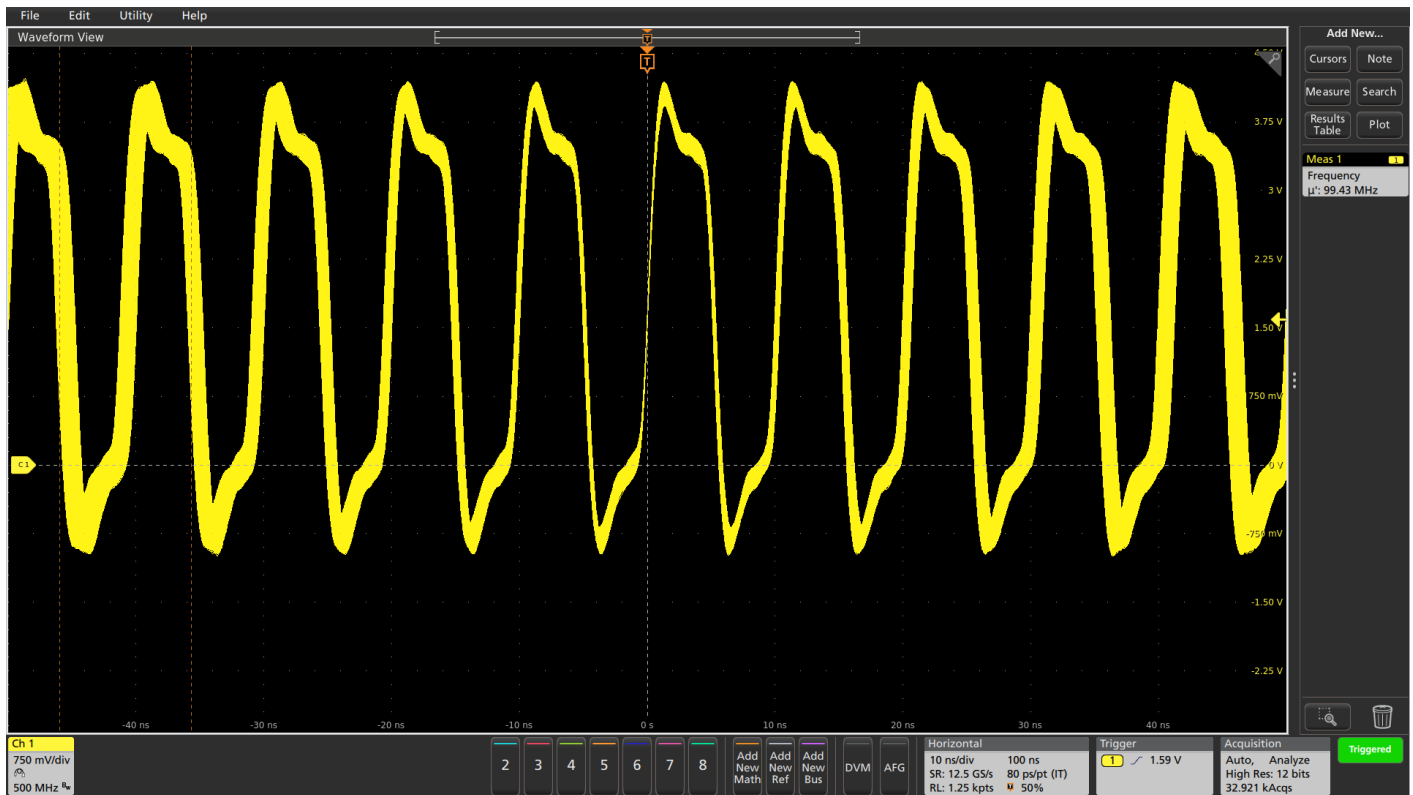 File Edit Utility Help
Waveform View
Add New...
Cursors Note
Measure Search
Results Table Plot
Meas 1 1
Frequency
µ': 99.43 MHz
T
T
3.75 V
3 V
2.25 V
1.50 V
750 mV
0 V
-750 mV
-1.50 V
-2.25 V
C1
-40 ns -30 ns -20 ns -10 ns 0 s 10 ns 20 ns 30 ns 40 ns
Ch 1
750 mV/div
500 MHz Bw
2 3 4 5 6 7 8
Add New Math
Add New Ref
Add New Bus
DVM AFG
Horizontal
10 ns/div 100 ns
SR: 12.5 GS/s 80 ps/pt (IT)
RL: 1.25 kpts 50%
Trigger
1 1.59 V
Acquisition
Auto, Analyze
High Res: 12 bits
32.921 kAcqs
Triggered